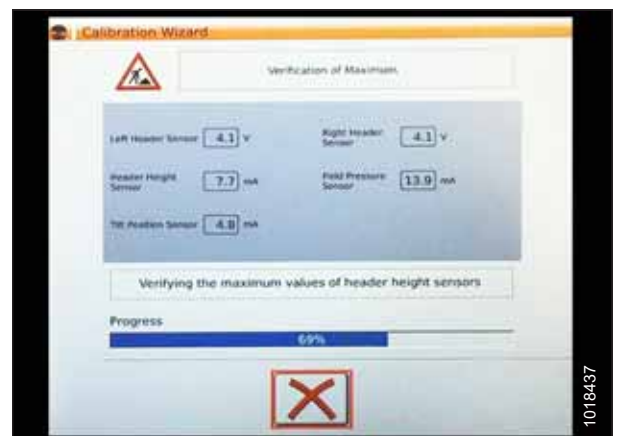 Calibration Wizard
Verification of Maximum
Left Header Sensor 4.1 V
Right Header Sensor 4.1 V
Header Height Sensor 7.7 mA
Field Pressure Sensor 13.9 mA
Tilt Position Sensor 4.8 mA
Verifying the maximum values of header height sensors
Progress
69%
1018437